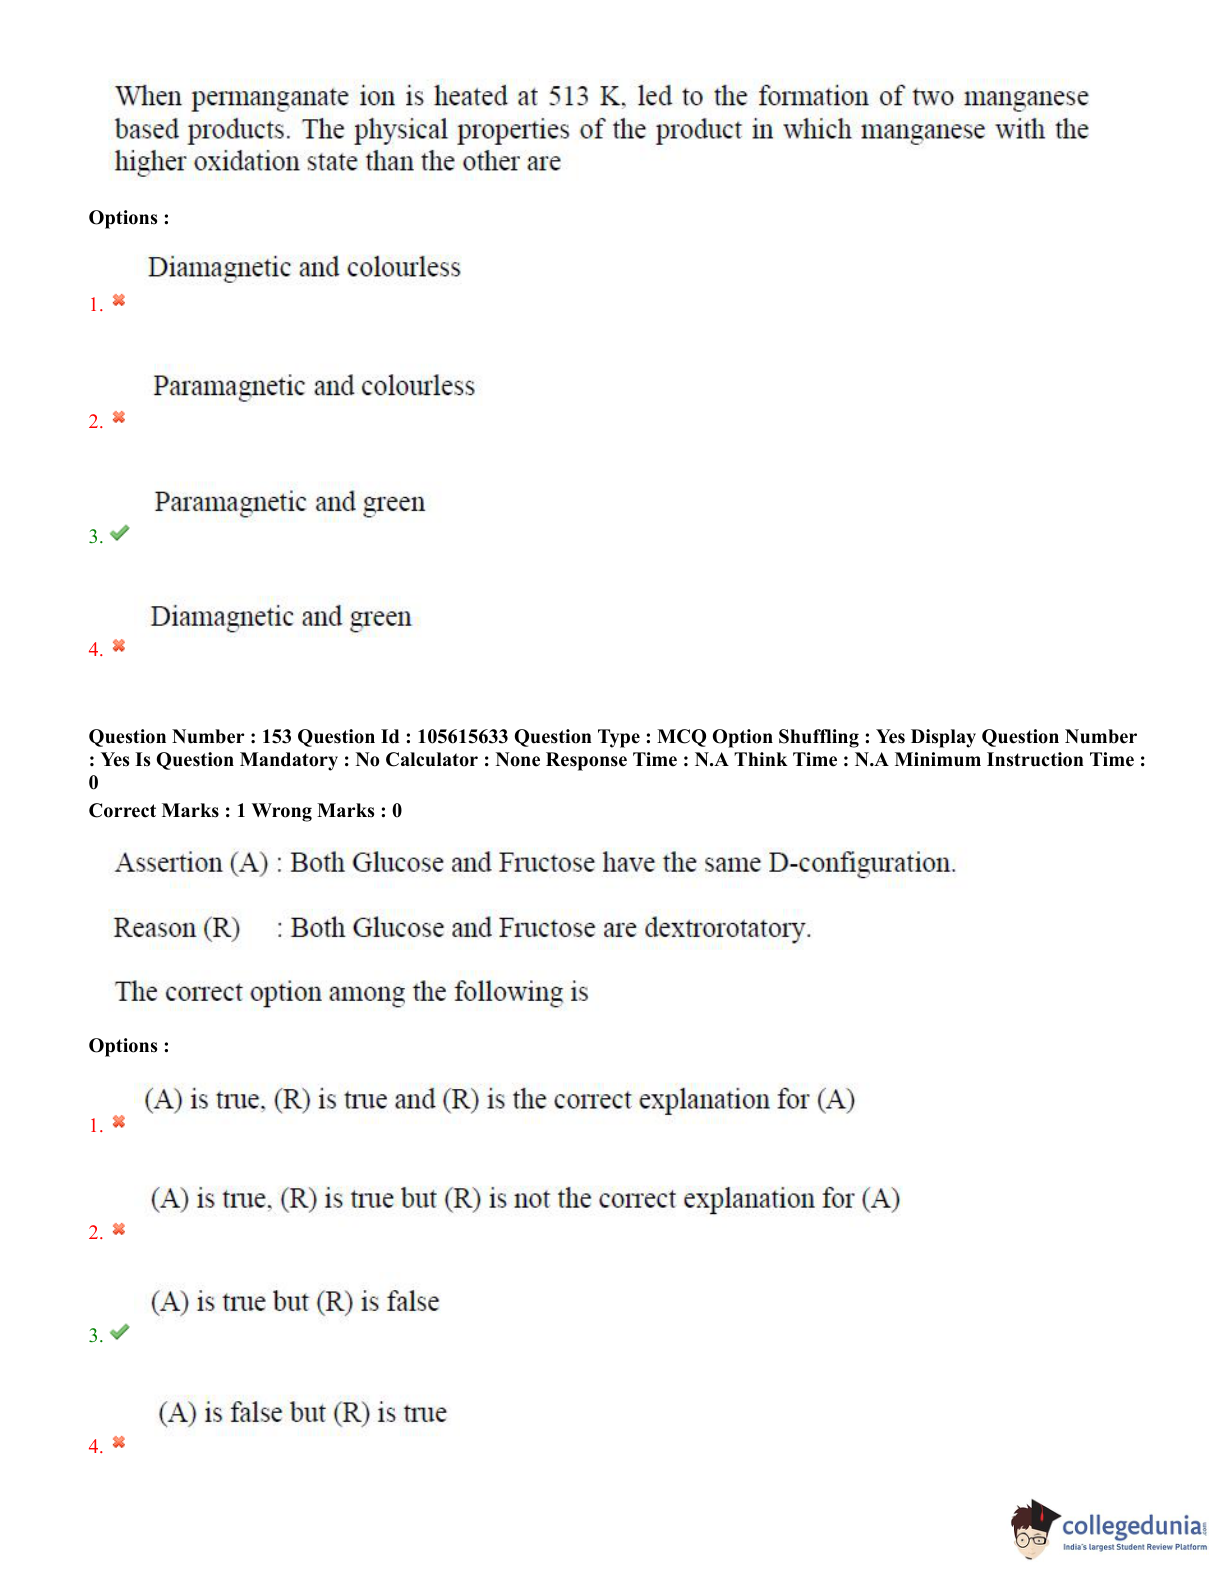 When permanganate ion is heated at 513 K, led to the formation of two manganese
based products. The physical properties of the product in which manganese with the
higher oxidation state than the other are
Options :
Diamagnetic and colourless
1.
Paramagnetic and colourless
2.
Paramagnetic and green
3.
Diamagnetic and green
4.
Question Number : 153 Question Id : 105615633 Question Type : MCQ Option Shuffling : Yes Display Question Number
: Yes Is Question Mandatory : No Calculator : None Response Time : N.A Think Time : N.A Minimum Instruction Time :
0
Correct Marks : 1 Wrong Marks : 0
Assertion (A) : Both Glucose and Fructose have the same D-configuration.
Reason (R) : Both Glucose and Fructose are dextrorotatory.
The correct option among the following is
Options :
(A) is true, (R) is true and (R) is the correct explanation for (A)
1.
(A) is true, (R) is true but (R) is not the correct explanation for (A)
2.
(A) is true but (R) is false
3.
(A) is false but (R) is true
4.
collegedunia.com
India's largest Student Review Platform